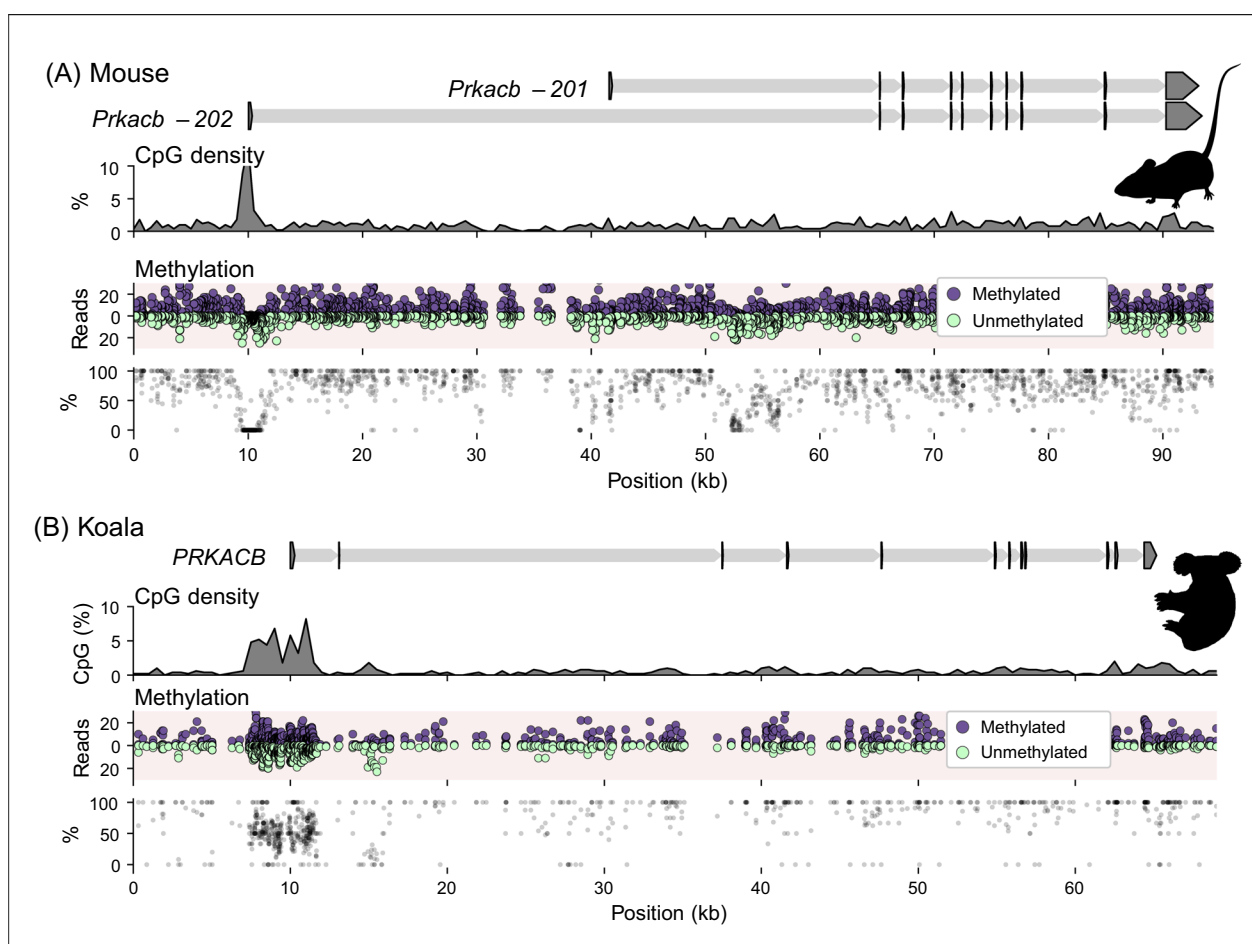 (A) Mouse
Prkacb – 201
Prkacb – 202
CpG density
10
5
0
%
Methylation
20
0
20
Reads
Methylated
Unmethylated
100
50
0
%
0 10 20 30 40 50 60 70 80 90
Position (kb)
(B) Koala
PRKACB
CpG density
10
5
0
CpG (%)
Methylation
20
0
20
Reads
Methylated
Unmethylated
100
50
0
%
0 10 20 30 40 50 60
Position (kb)